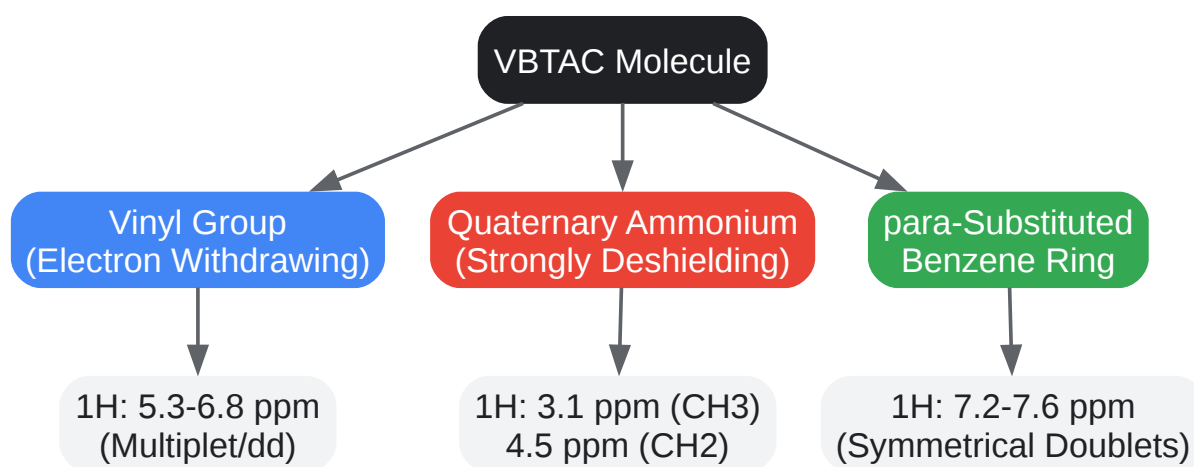 VBTAC Molecule
Vinyl Group
(Electron Withdrawing)
Quaternary Ammonium
(Strongly Deshielding)
para-Substituted
Benzene Ring
1H: 5.3-6.8 ppm
(Multiplet/dd)
1H: 3.1 ppm (CH3)
4.5 ppm (CH2)
1H: 7.2-7.6 ppm
(Symmetrical Doublets)